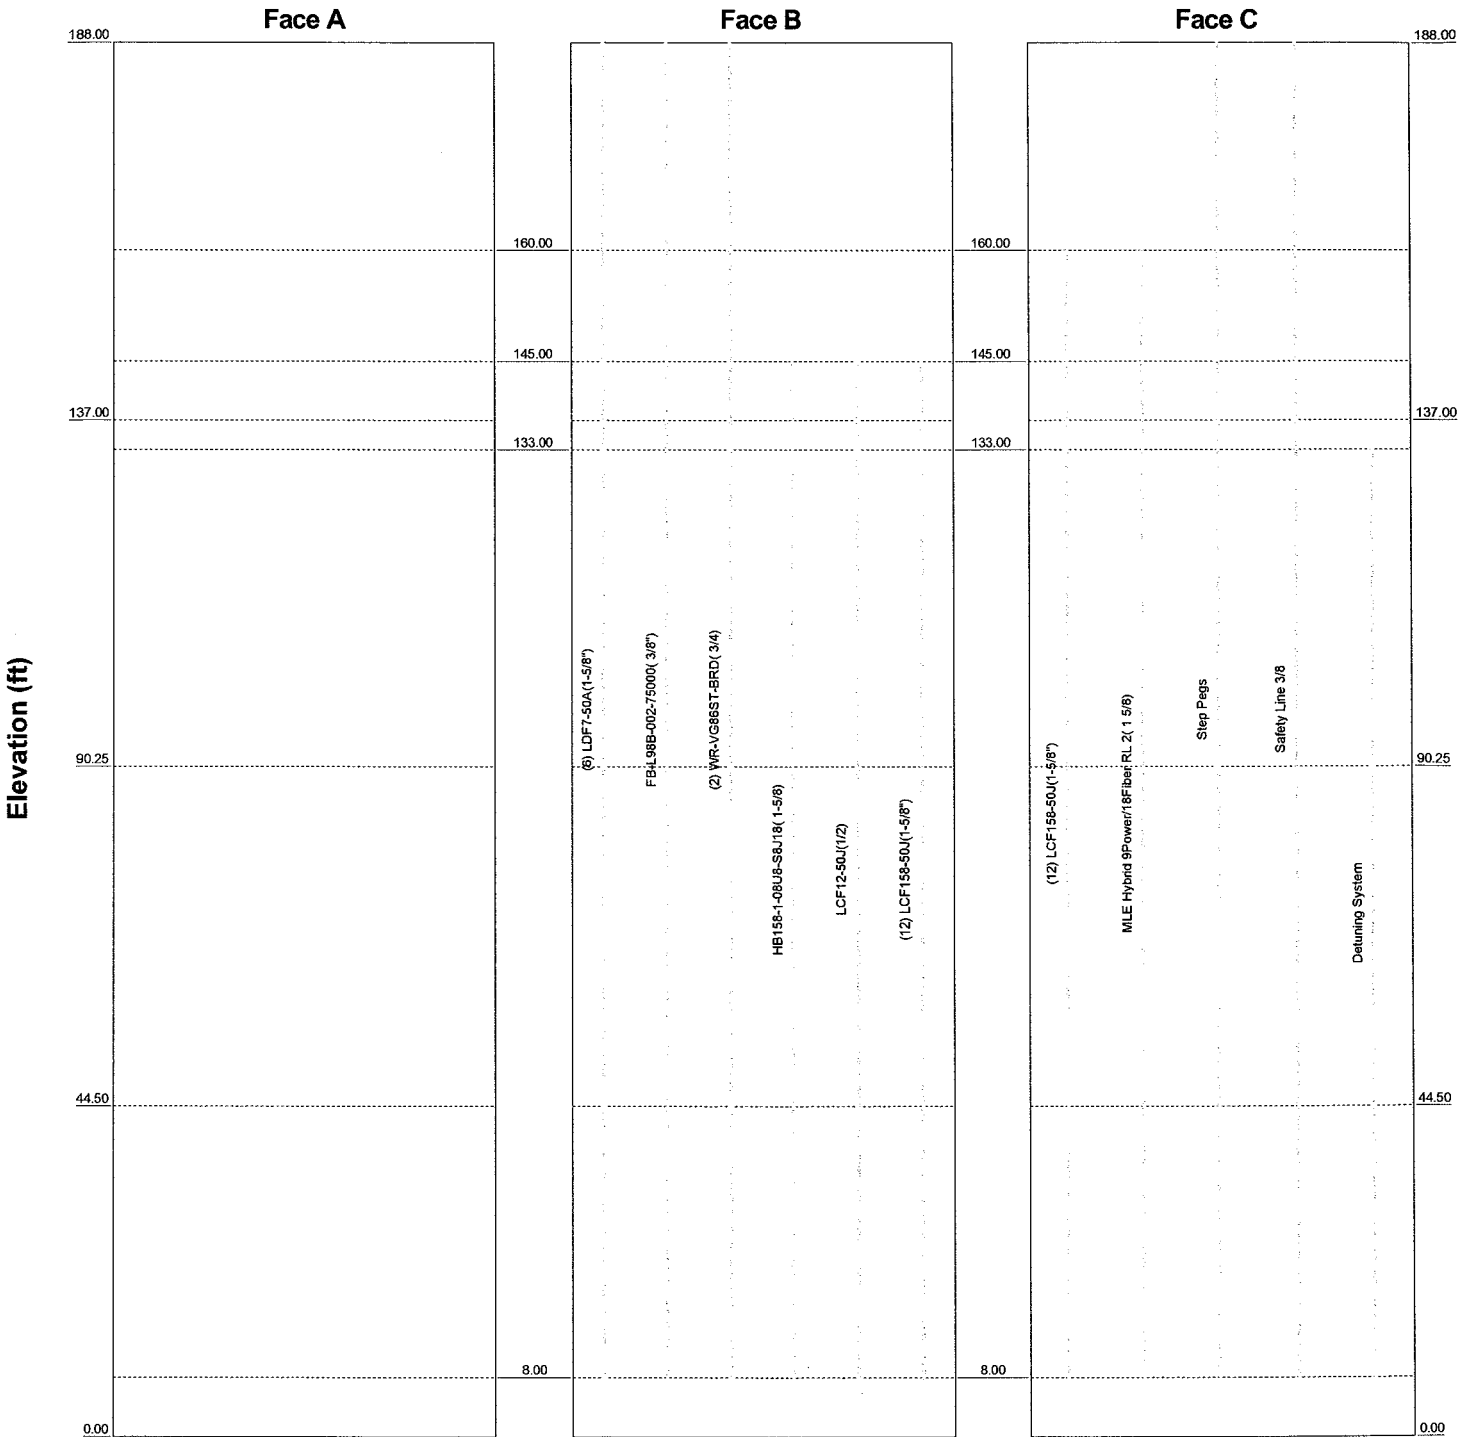 Face A
Face B
Face C
188.00
188.00
160.00
160.00
145.00
145.00
137.00
137.00
133.00
133.00
Elevation (ft)
(6) LDF7-50A(1-5/8")
FB-L98B-002-75000( 3/8")
(2) WR-VG86ST-BRD( 3/4)
HB158-1-08U8-S8J18( 1-5/8)
LCF12-50J(1/2)
(12) LCF158-50J(1-5/8")
(12) LCF158-50J(1-5/8")
MLE Hybrid 9Power/18Fiber RL 2( 1 5/8)
Step Pegs
Safety Line 3/8
Detuning System
90.25
90.25
44.50
44.50
8.00
8.00
0.00
0.00